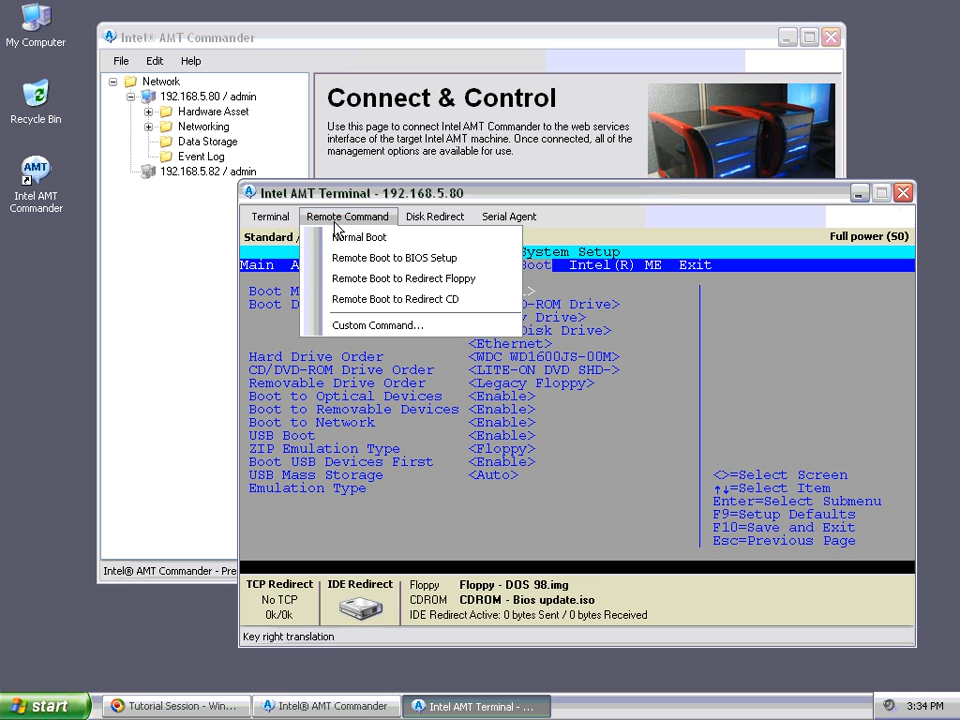 My Computer
Recycle Bin
AMT
Intel AMT
Commander
Intel® AMT Commander
File Edit Help
Network
192.168.5.80 / admin
Hardware Asset
Networking
Data Storage
Event Log
192.168.5.82 / admin
Connect & Control
Use this page to connect Intel AMT Commander to the web services
interface of the target Intel AMT machine. Once connected, all of the
management options are available for use.
Intel® AMT Commander - Pre
Intel AMT Terminal - 192.168.5.80
Terminal Remote Command Disk Redirect Serial Agent
Standard / Full power (S0)
Normal Boot
Remote Boot to BIOS Setup
Remote Boot to Redirect Floppy
Remote Boot to Redirect CD
Custom Command...
System Setup
Main A Boot Intel(R) ME Exit
Boot M
Boot D D-ROM Drive>
y Drive>
isk Drive>
<Ethernet>
Hard Drive Order <WDC WD1600JS-00M>
CD/DVD-ROM Drive Order <LITE-ON DVD SHD->
Removable Drive Order <Legacy Floppy>
Boot to Optical Devices <Enable>
Boot to Removable Devices <Enable>
Boot to Network <Enable>
USB Boot <Enable>
ZIP Emulation Type <Floppy>
Boot USB Devices First <Enable>
USB Mass Storage <Auto>
Emulation Type
<>=Select Screen
↑↓=Select Item
Enter=Select Submenu
F9=Setup Defaults
F10=Save and Exit
Esc=Previous Page
TCP Redirect
No TCP
0k/0k
IDE Redirect
Floppy Floppy - DOS 98.img
CDROM CDROM - Bios update.iso
IDE Redirect Active: 0 bytes Sent / 0 bytes Received
Key right translation
start
Tutorial Session - Win...
Intel® AMT Commander
Intel AMT Terminal - ...
3:34 PM